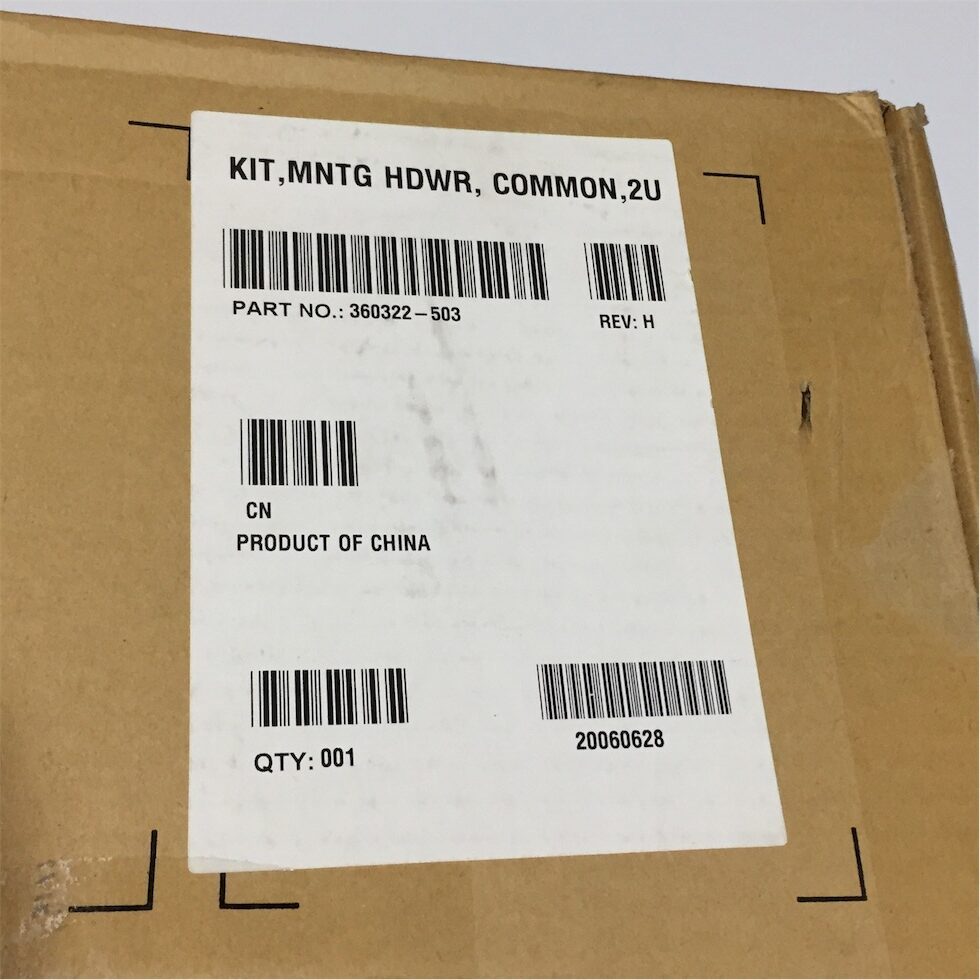 KIT,MNTG HDWR, COMMON,2U
PART NO.: 360322-503
REV: H
CN
PRODUCT OF CHINA
QTY: 001
20060628